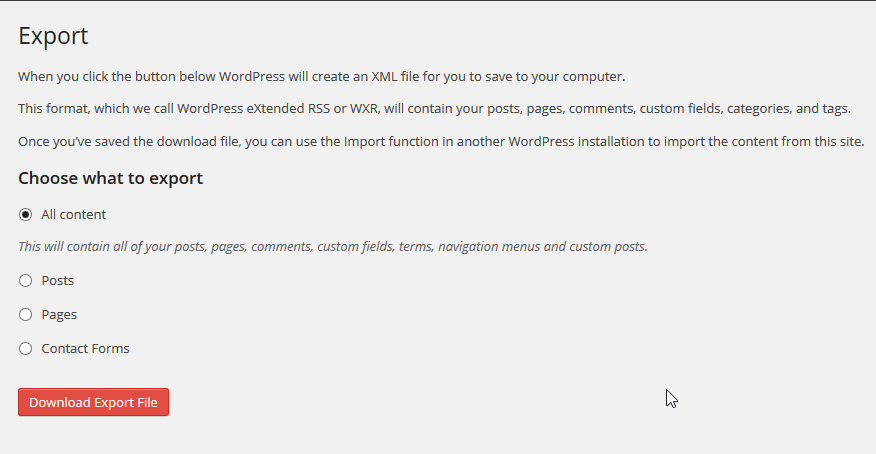 Export
When you click the button below WordPress will create an XML file for you to save to your computer.
This format, which we call WordPress eXtended RSS or WXR, will contain your posts, pages, comments, custom fields, categories, and tags.
Once you’ve saved the download file, you can use the Import function in another WordPress installation to import the content from this site.
Choose what to export
All content
This will contain all of your posts, pages, comments, custom fields, terms, navigation menus and custom posts.
Posts
Pages
Contact Forms
Download Export File